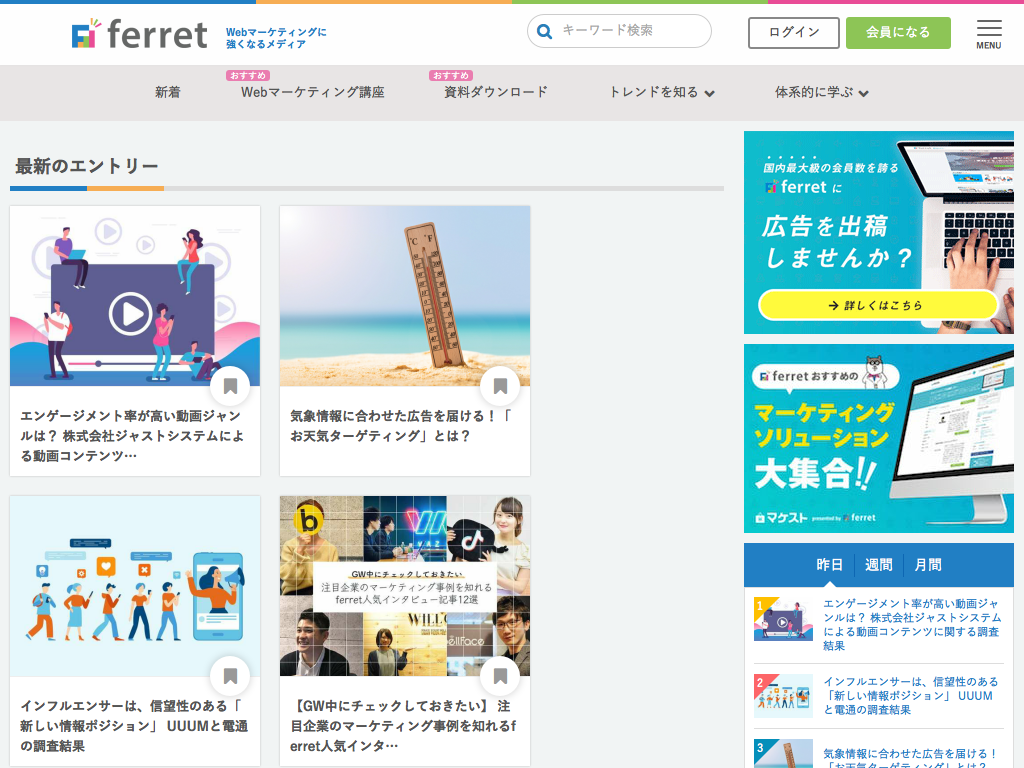 ferret
Webマーケティングに
強くなるメディア
キーワード検索
ログイン
会員になる
MENU
新着
おすすめ
Webマーケティング講座
おすすめ
資料ダウンロード
トレンドを知る
体系的に学ぶ
最新のエントリー
エンゲージメント率が高い動画ジャン
ルは？ 株式会社ジャストシステムによ
る動画コンテンツ…
°C °F
気象情報に合わせた広告を届ける！「
お天気ターゲティング」とは？
インフルエンサーは、信望性のある「
新しい情報ポジション」 UUUMと電通
の調査結果
b
GW中にチェックしておきたい
注目企業のマーケティング事例を知れる
ferret人気インタビュー記事12選
【GW中にチェックしておきたい】 注
目企業のマーケティング事例を知れるf
erret人気インタ…
国内最大級の会員数を誇る
ferret に
広告を出稿
しませんか？
→ 詳しくはこちら
ferret おすすめの
マーケティング
ソリューション
大集合!!
マケスト presented by ferret
昨日 週間 月間
1
エンゲージメント率が高い動画ジャ
ンルは？ 株式会社ジャストシステム
による動画コンテンツに関する調査
結果
2
インフルエンサーは、信望性のある
「新しい情報ポジション」 UUUM
と電通の調査結果
3
気象情報に合わせた広告を届ける！
「お天気ターゲティング」とは？